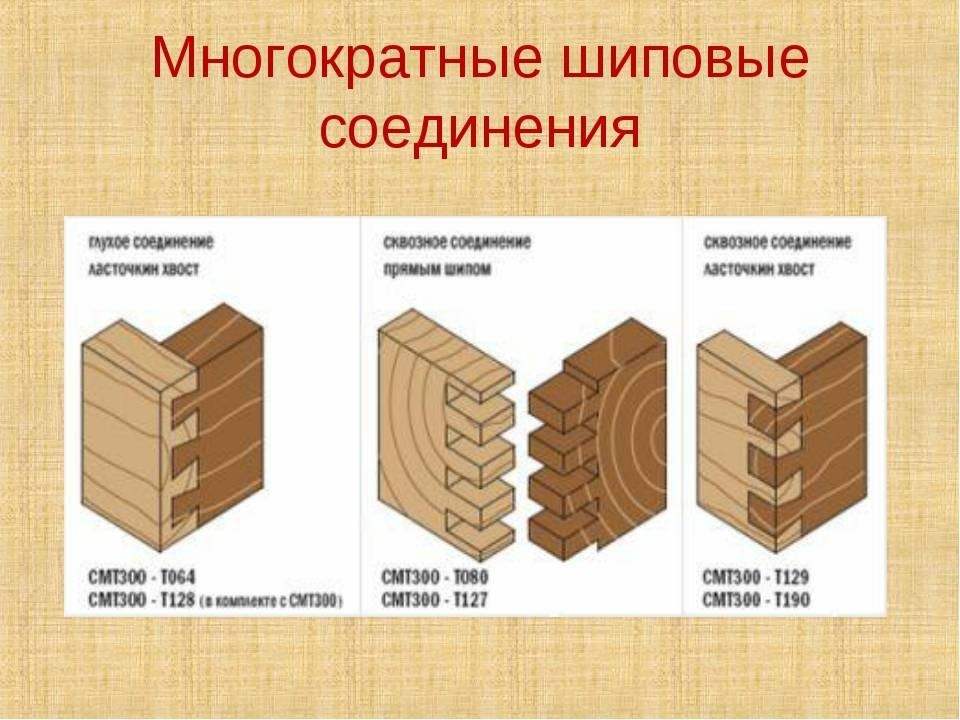 Многократные шиповые
соединения
глухое соединение
ласточкин хвост
сквозное соединение
прямым шипом
сквозное соединение
ласточкин хвост
CMT300 - T064
CMT300 - T128 (в комплекте с CMT300)
CMT300 - T080
CMT300 - T127
CMT300 - T129
CMT300 - T190